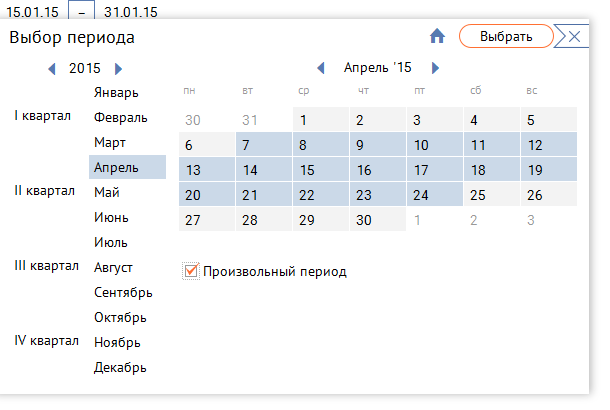 15.01.15 – 31.01.15
Выбор периода Выбрать
2015 Апрель '15
пн вт ср чт пт сб вс
Январь
I квартал Февраль
Март
Апрель
II квартал Май
Июнь
Июль
III квартал Август
Сентябрь
Октябрь
IV квартал Ноябрь
Декабрь
30 31 1 2 3 4 5
6 7 8 9 10 11 12
13 14 15 16 17 18 19
20 21 22 23 24 25 26
27 28 29 30 1 2 3
Произвольный период